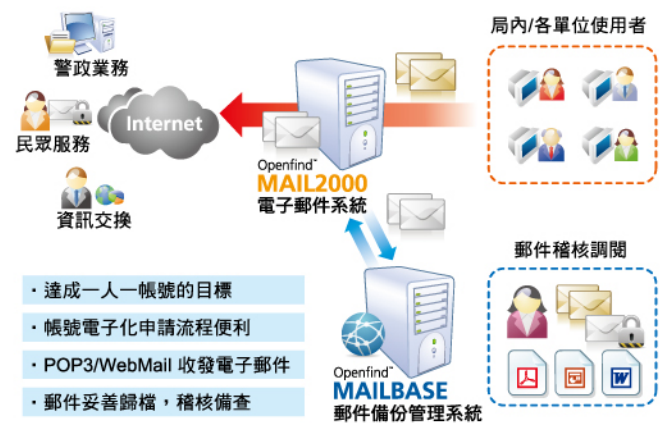 局內/各單位使用者
警政業務
民眾服務
Internet
資訊交換
Openfind™
MAIL2000
電子郵件系統
郵件稽核調閱
・達成一人一帳號的目標
・帳號電子化申請流程便利
・POP3/WebMail 收發電子郵件
・郵件妥善歸檔，稽核備查
Openfind™
MAILBASE
郵件備份管理系統
W